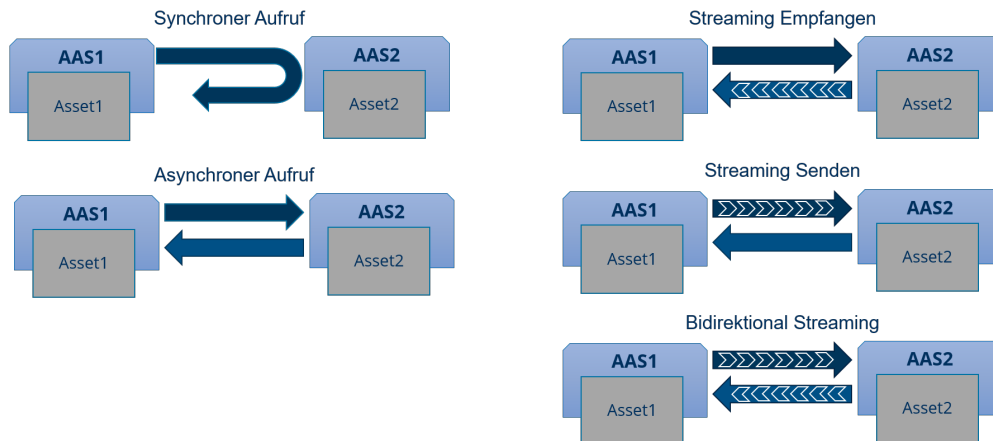 Synchroner Aufruf
AAS1
AAS2
Asset1
Asset2
Asynchroner Aufruf
AAS1
AAS2
Asset1
Asset2
Streaming Empfangen
AAS1
AAS2
Asset1
Asset2
Streaming Senden
AAS1
AAS2
Asset1
Asset2
Bidirektional Streaming
AAS1
AAS2
Asset1
Asset2